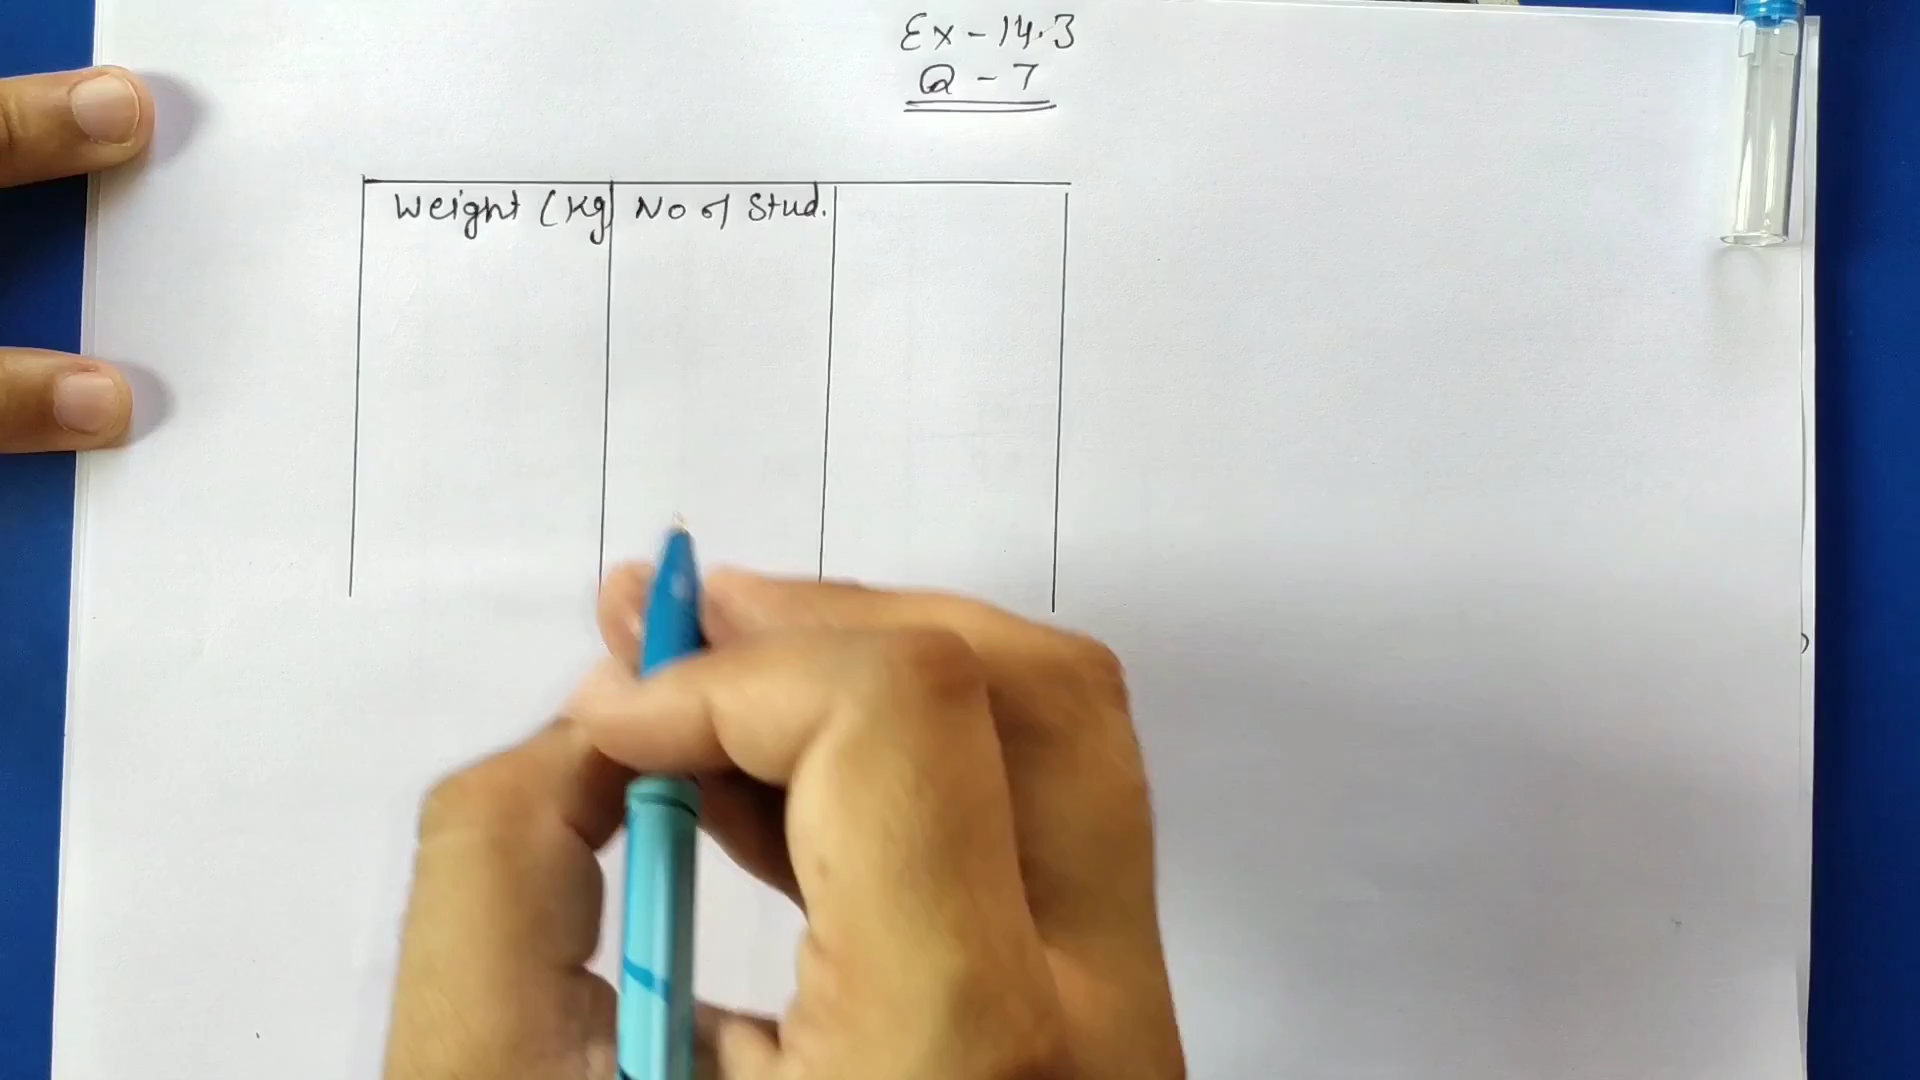 Ex - 14.3
Q - 7
Weight (Kg) No of Stud.